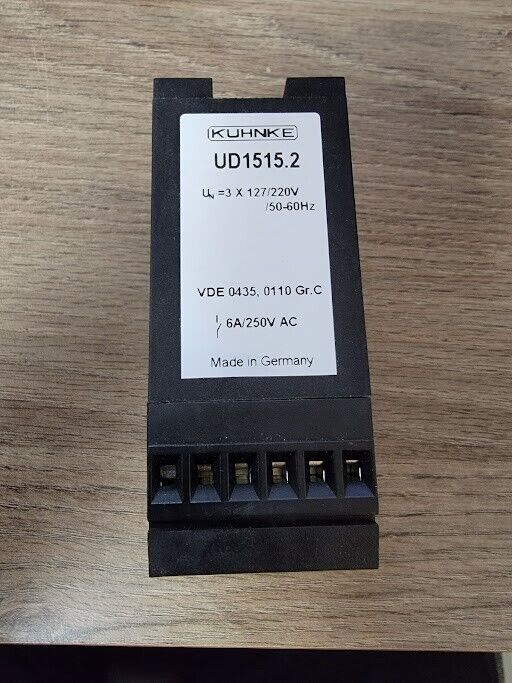 KUHNKE
UD1515.2
UN =3 X 127/220V
/50-60Hz
VDE 0435, 0110 Gr.C
6A/250V AC
Made in Germany